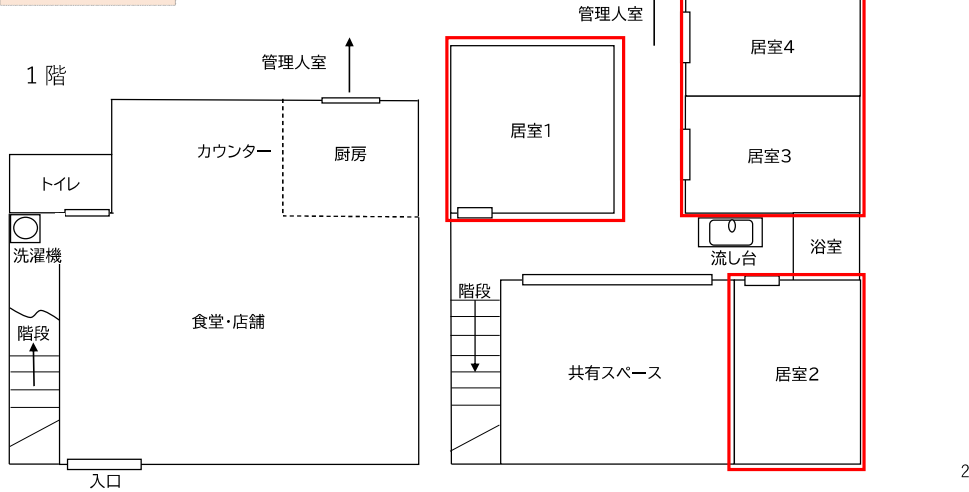 1階
管理人室
カウンター
厨房
トイレ
洗濯機
階段
食堂・店舗
入口
管理人室
居室1
居室4
居室3
流し台
浴室
階段
共有スペース
居室2
2